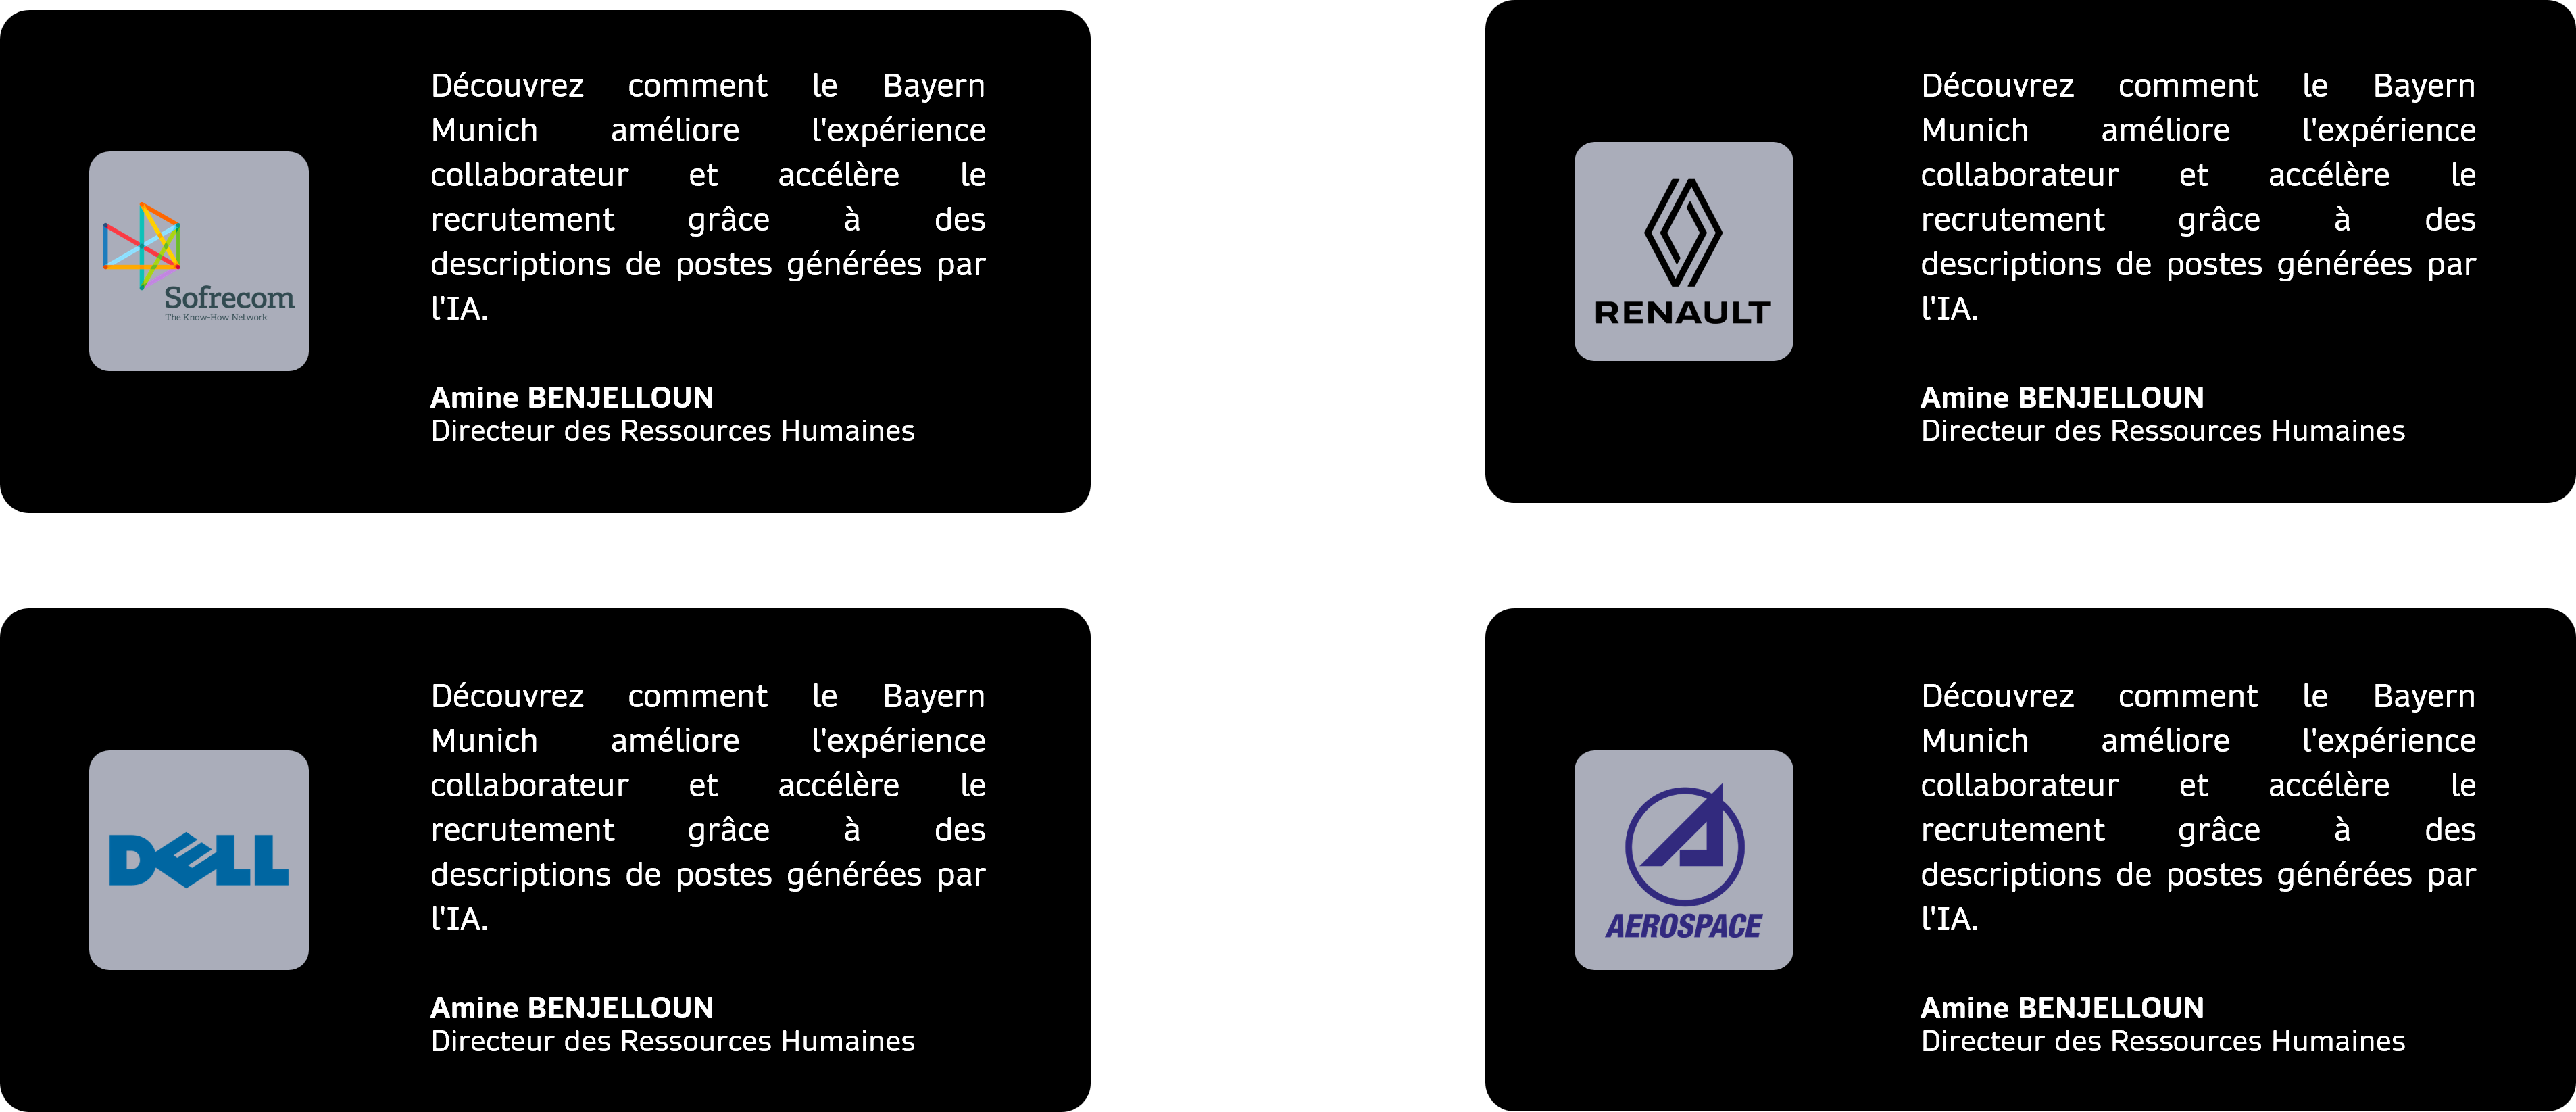 Découvrez comment le Bayern
Munich améliore l'expérience
collaborateur et accélère le
recrutement grâce à des
descriptions de postes générées par
l'IA.
Sofrecom
The Know-How Network
Amine BENJELLOUN
Directeur des Ressources Humaines
Découvrez comment le Bayern
Munich améliore l'expérience
collaborateur et accélère le
recrutement grâce à des
descriptions de postes générées par
l'IA.
RENAULT
Amine BENJELLOUN
Directeur des Ressources Humaines
Découvrez comment le Bayern
Munich améliore l'expérience
collaborateur et accélère le
recrutement grâce à des
descriptions de postes générées par
l'IA.
DELL
Amine BENJELLOUN
Directeur des Ressources Humaines
Découvrez comment le Bayern
Munich améliore l'expérience
collaborateur et accélère le
recrutement grâce à des
descriptions de postes générées par
l'IA.
AEROSPACE
Amine BENJELLOUN
Directeur des Ressources Humaines